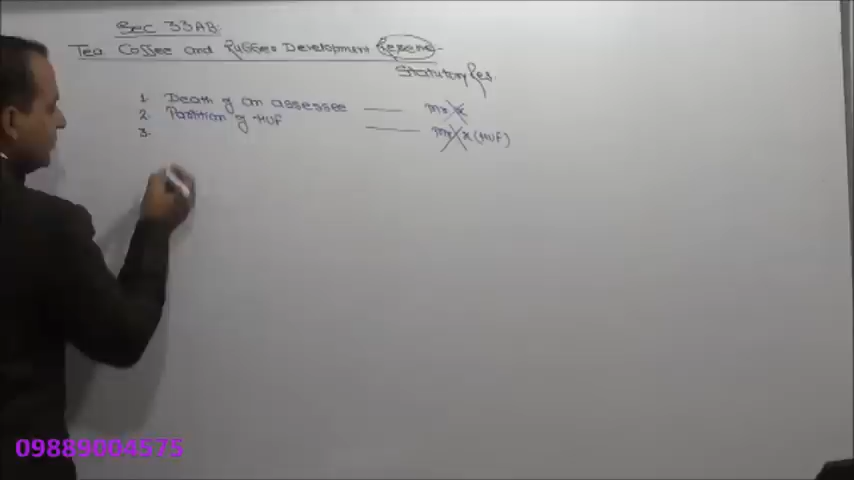 Sec 33AB.
Tea Coffee and Rubber Development Reserve.
Statutory Res.
1. Death of an assessee —— Mr X
2. Partition of HUF —— Mr X (HUF)
3.
09889004575